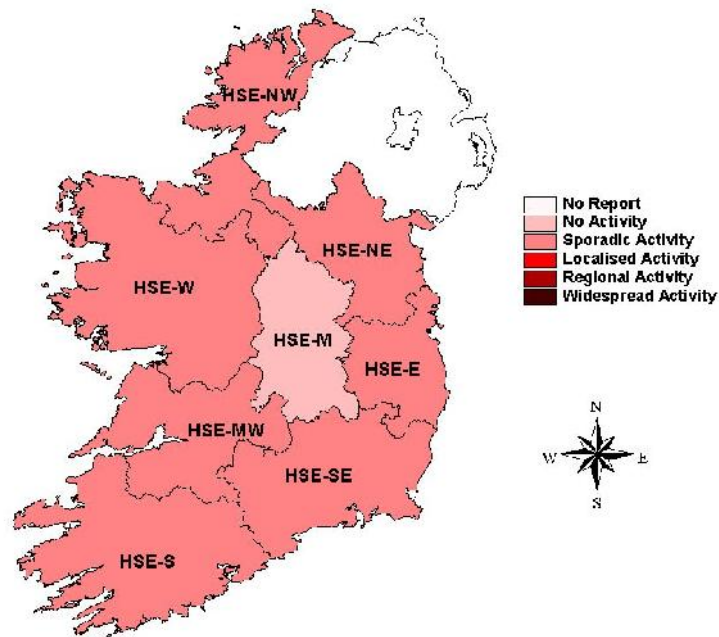 HSE-NW
No Report
No Activity
Sporadic Activity
Localised Activity
Regional Activity
Widespread Activity
HSE-NE
HSE-W
HSE-M
HSE-E
HSE-MW
HSE-SE
HSE-S
N
W E
S